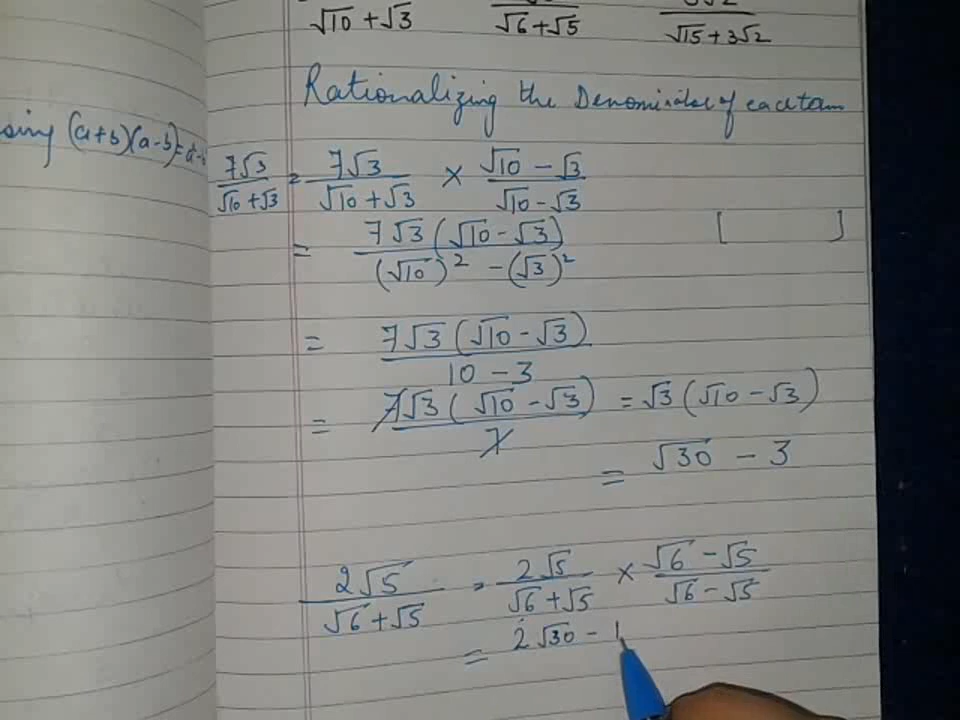 √10 + √3   √6 + √5   √15 + 3√2
Rationalizing the Denominator of each term
(a+b)(a-b)=
7√3/(√10 + √3) = 7√3/(√10 + √3) × (√10 - √3)/(√10 - √3)
= 7√3(√10 - √3)/((√10)² - (√3)²) [ ]
= 7√3(√10 - √3)/(10 - 3)
= 7√3(√10 - √3)/7 = √3(√10 - √3)
= √30 - 3
2√5/(√6 + √5) = 2√5/(√6 + √5) × (√6 - √5)/(√6 - √5)
= 2√30 - 1